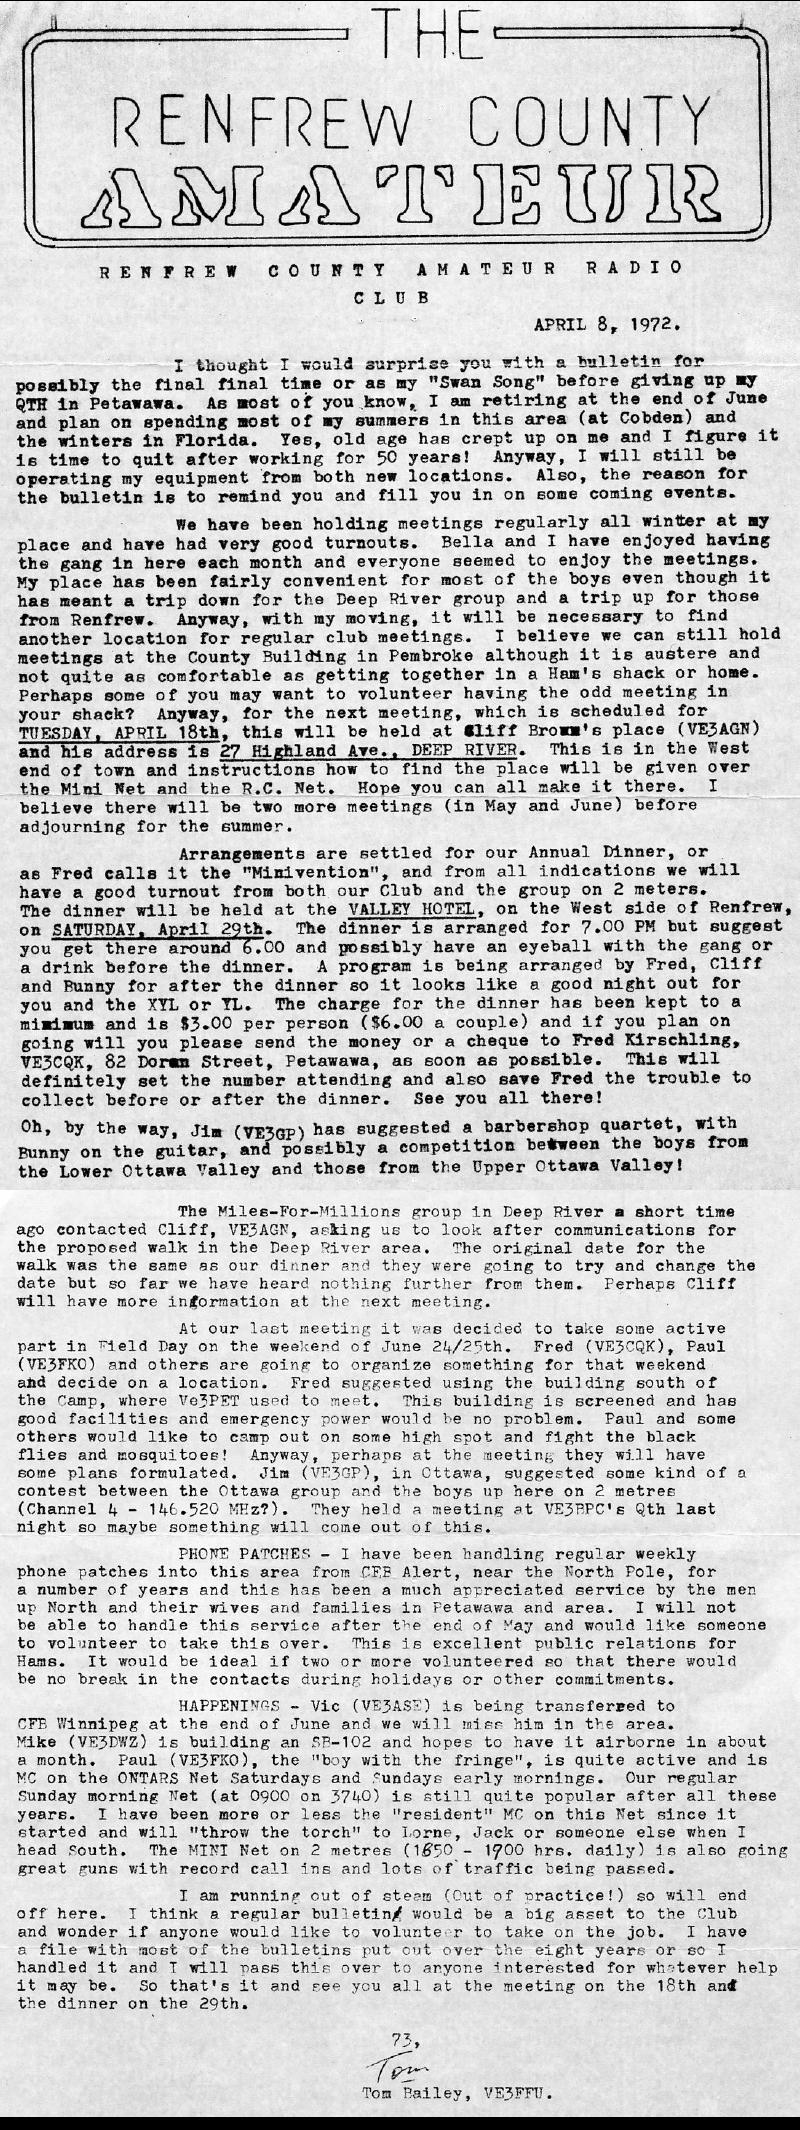 THE
RENFREW COUNTY
AMATEUR
RENFREW COUNTY AMATEUR RADIO
CLUB
APRIL 8, 1972.
I thought I would surprise you with a bulletin for
possibly the final final time or as my "Swan Song" before giving up my
QTH in Petawawa. As most of you know, I am retiring at the end of June
and plan on spending most of my summers in this area (at Cobden) and
the winters in Florida. Yes, old age has crept up on me and I figure it
is time to quit after working for 50 years! Anyway, I will still be
operating my equipment from both new locations. Also, the reason for
the bulletin is to remind you and fill you in on some coming events.
We have been holding meetings regularly all winter at my
place and have had very good turnouts. Bella and I have enjoyed having
the gang in here each month and everyone seemed to enjoy the meetings.
My place has been fairly convenient for most of the boys even though it
has meant a trip down for the Deep River group and a trip up for those
from Renfrew. Anyway, with my moving, it will be necessary to find
another location for regular club meetings. I believe we can still hold
meetings at the County Building in Pembroke although it is austere and
not quite as comfortable as getting together in a Ham's shack or home.
Perhaps some of you may want to volunteer having the odd meeting in
your shack? Anyway, for the next meeting, which is scheduled for
TUESDAY, APRIL 18th, this will be held at Cliff Brown's place (VE3AGN)
and his address is 27 Highland Ave., DEEP RIVER. This is in the West
end of town and instructions how to find the place will be given over
the Mini Net and the R.C. Net. Hope you can all make it there. I
believe there will be two more meetings (in May and June) before
adjourning for the summer.
Arrangements are settled for our Annual Dinner, or
as Fred calls it the "Minivention", and from all indications we will
have a good turnout from both our Club and the group on 2 meters.
The dinner will be held at the VALLEY HOTEL, on the West side of Renfrew,
on SATURDAY, April 29th. The dinner is arranged for 7.00 PM but suggest
you get there around 6.00 and possibly have an eyeball with the gang or
a drink before the dinner. A program is being arranged by Fred, Cliff
and Bunny for after the dinner so it looks like a good night out for
you and the XYL or YL. The charge for the dinner has been kept to a
minimum and is $3.00 per person ($6.00 a couple) and if you plan on
going will you please send the money or a cheque to Fred Kirschling,
VE3CQK, 82 Doran Street, Petawawa, as soon as possible. This will
definitely set the number attending and also save Fred the trouble to
collect before or after the dinner. See you all there!
Oh, by the way, Jim (VE3GP) has suggested a barbershop quartet, with
Bunny on the guitar, and possibly a competition between the boys from
the Lower Ottawa Valley and those from the Upper Ottawa Valley!
The Miles-For-Millions group in Deep River a short time
ago contacted Cliff, VE3AGN, asking us to look after communications for
the proposed walk in the Deep River area. The original date for the
walk was the same as our dinner and they were going to try and change the
date but so far we have heard nothing further from them. Perhaps Cliff
will have more information at the next meeting.
At our last meeting it was decided to take some active
part in Field Day on the weekend of June 24/25th. Fred (VE3CQK), Paul
(VE3FKO) and others are going to organize something for that weekend
and decide on a location. Fred suggested using the building south of
the Camp, where Ve3PET used to meet. This building is screened and has
good facilities and emergency power would be no problem. Paul and some
others would like to camp out on some high spot and fight the black
flies and mosquitoes! Anyway, perhaps at the meeting they will have
some plans formulated. Jim (VE3GP), in Ottawa, suggested some kind of a
contest between the Ottawa group and the boys up here on 2 metres
(Channel 4 - 146.520 MHz?). They held a meeting at VE3BPC's Qth last
night so maybe something will come out of this.
PHONE PATCHES - I have been handling regular weekly
phone patches into this area from CFB Alert, near the North Pole, for
a number of years and this has been a much appreciated service by the men
up North and their wives and families in Petawawa and area. I will not
be able to handle this service after the end of May and would like someone
to volunteer to take this over. This is excellent public relations for
Hams. It would be ideal if two or more volunteered so that there would
be no break in the contacts during holidays or other commitments.
HAPPENINGS - Vic (VE3ASE) is being transferred to
CFB Winnipeg at the end of June and we will miss him in the area.
Mike (VE3DWZ) is building an SB-102 and hopes to have it airborne in about
a month. Paul (VE3FKO), the "boy with the fringe", is quite active and is
MC on the ONTARS Net Saturdays and Sundays early mornings. Our regular
Sunday morning Net (at 0900 on 3740) is still quite popular after all these
years. I have been more or less the "resident" MC on this Net since it
started and will "throw the torch" to Lorne, Jack or someone else when I
head South. The MINI Net on 2 metres (1850 - 1900 hrs. daily) is also going
great guns with record call ins and lots of traffic being passed.
I am running out of steam (Out of practice!) so will end
off here. I think a regular bulletin would be a big asset to the Club
and wonder if anyone would like to volunteer to take on the job. I have
a file with most of the bulletins put out over the eight years or so I
handled it and I will pass this over to anyone interested for whatever help
it may be. So that's it and see you all at the meeting on the 18th and
the dinner on the 29th.
73,
Tom
Tom Bailey, VE3FFU.